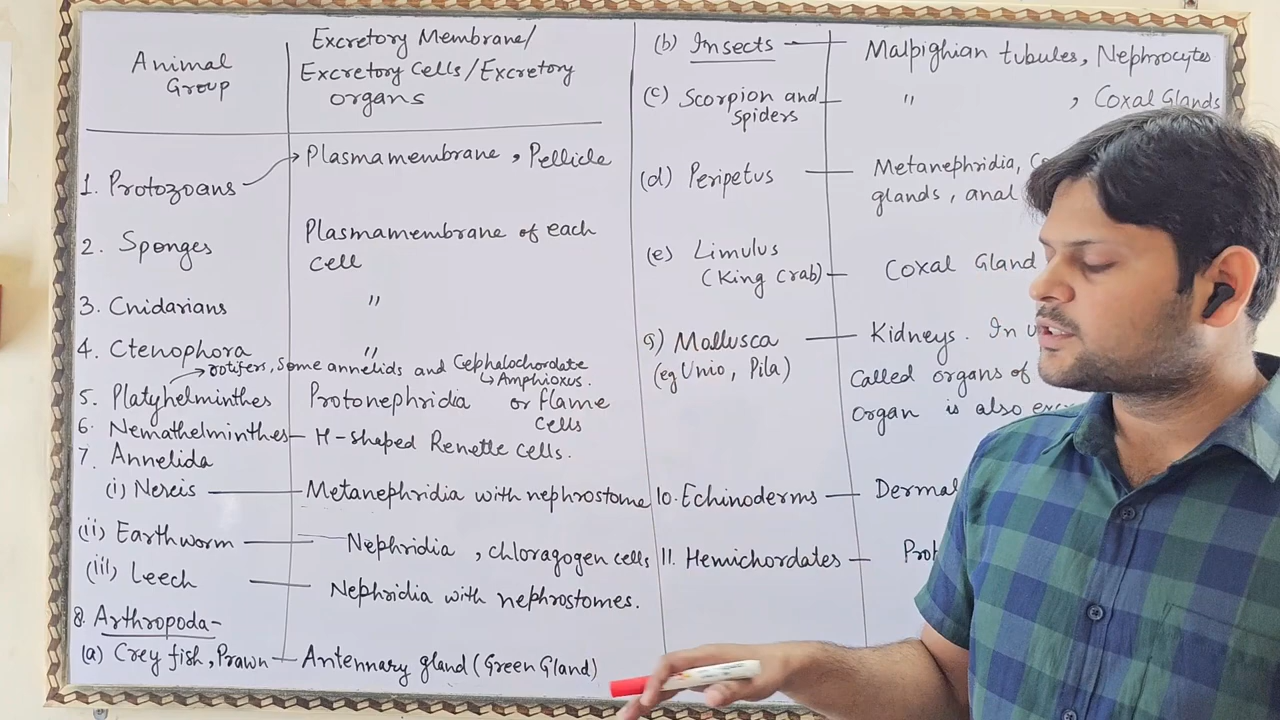 Animal Group
Excretory Membrane/
Excretory Cells/Excretory
organs
1. Protozoans
Plasmamembrane, Pellicle
2. Sponges
Plasmamembrane of each
cell
3. Cnidarians "
4. Ctenophora "
otifers, some annelids and Cephalochordate
Amphioxus.
5. Platyhelminthes Protonephridia or flame
cells
6. Nemathelminthes H-shaped Renette cells.
7. Annelida
(i) Nereis Metanephridia with nephrostome
(ii) Earthworm Nephridia, chloragogen cells
(iii) Leech Nephridia with nephrostomes.
8. Arthropoda-
(a) Crey fish, Prawn Antennary gland (Green Gland)
(b) Insects Malpighian tubules, Nephrocytes
(c) Scorpion and " , Coxal Glands
Spiders
(d) Peripetus Metanephridia,
glands, anal
(e) Limulus
(King Crab) Coxal Gland
9) Mollusca Kidneys. In
(eg Unio, Pila) Called organs of
organ is also
10. Echinoderms Dermal
11. Hemichordates